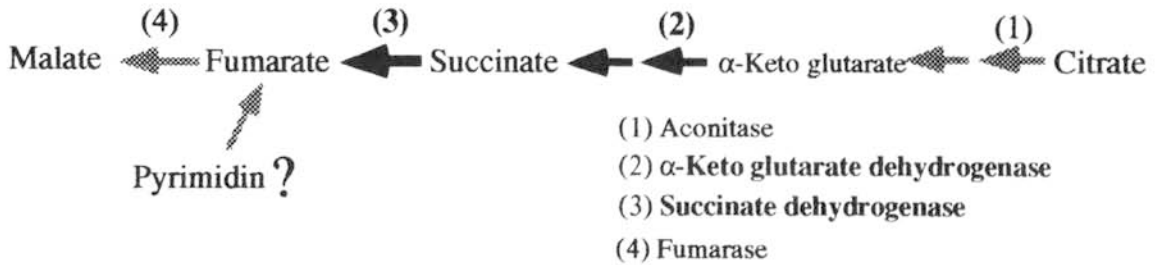 (4) (3) (2) (1)
Malate Fumarate Succinate α-Keto glutarate Citrate
Pyrimidin ?
(1) Aconitase
(2) α-Keto glutarate dehydrogenase
(3) Succinate dehydrogenase
(4) Fumarase